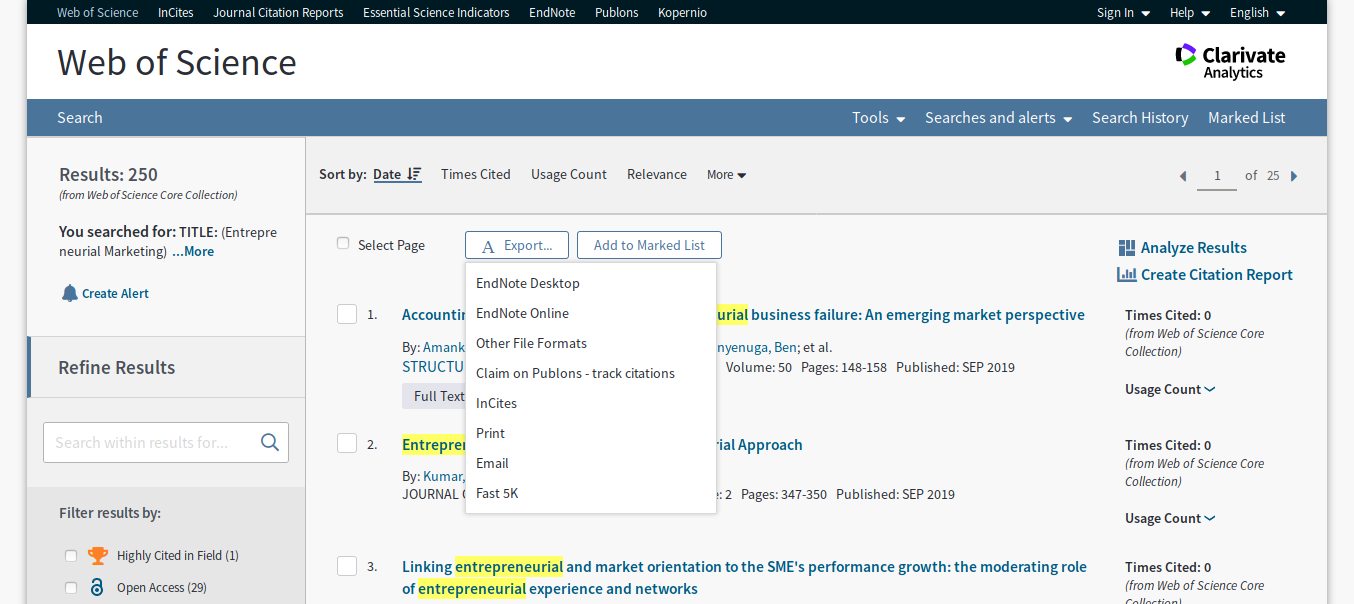 Web of Science InCites Journal Citation Reports Essential Science Indicators EndNote Publons Kopernio Sign In Help English
Web of Science
Clarivate
Analytics
Search Tools Searches and alerts Search History Marked List
Results: 250
(from Web of Science Core Collection)
You searched for: TITLE: (Entrepre
neurial Marketing) ...More
Create Alert
Refine Results
Search within results for...
Filter results by:
Highly Cited in Field (1)
Open Access (29)
Sort by: Date Times Cited Usage Count Relevance More
1 of 25
Select Page Export... Add to Marked List
EndNote Desktop
EndNote Online
Other File Formats
Claim on Publons - track citations
InCites
Print
Email
Fast 5K
Analyze Results
Create Citation Report
1. Accountin urial business failure: An emerging market perspective
By: Amank nyenuga, Ben; et al.
STRUCTU Volume: 50 Pages: 148-158 Published: SEP 2019
Full Text
Times Cited: 0
(from Web of Science Core
Collection)
Usage Count
2. Entrepren rial Approach
By: Kumar,
JOURNAL : 2 Pages: 347-350 Published: SEP 2019
Times Cited: 0
(from Web of Science Core
Collection)
Usage Count
3. Linking entrepreneurial and market orientation to the SME's performance growth: the moderating role
of entrepreneurial experience and networks
Times Cited: 0
(from Web of Science Core
Collection)